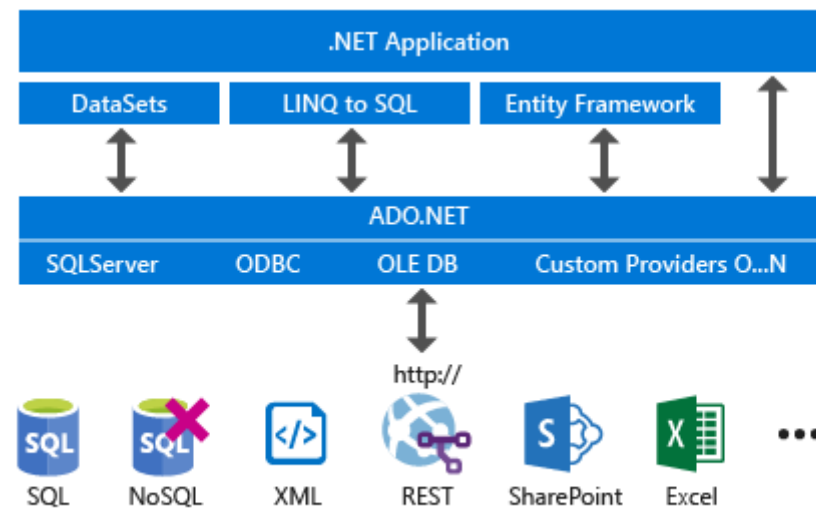 .NET Application
DataSets LINQ to SQL Entity Framework
ADO.NET
SQLServer ODBC OLE DB Custom Providers O...N
http://
SQL SQL </> S X
SQL NoSQL XML REST SharePoint Excel